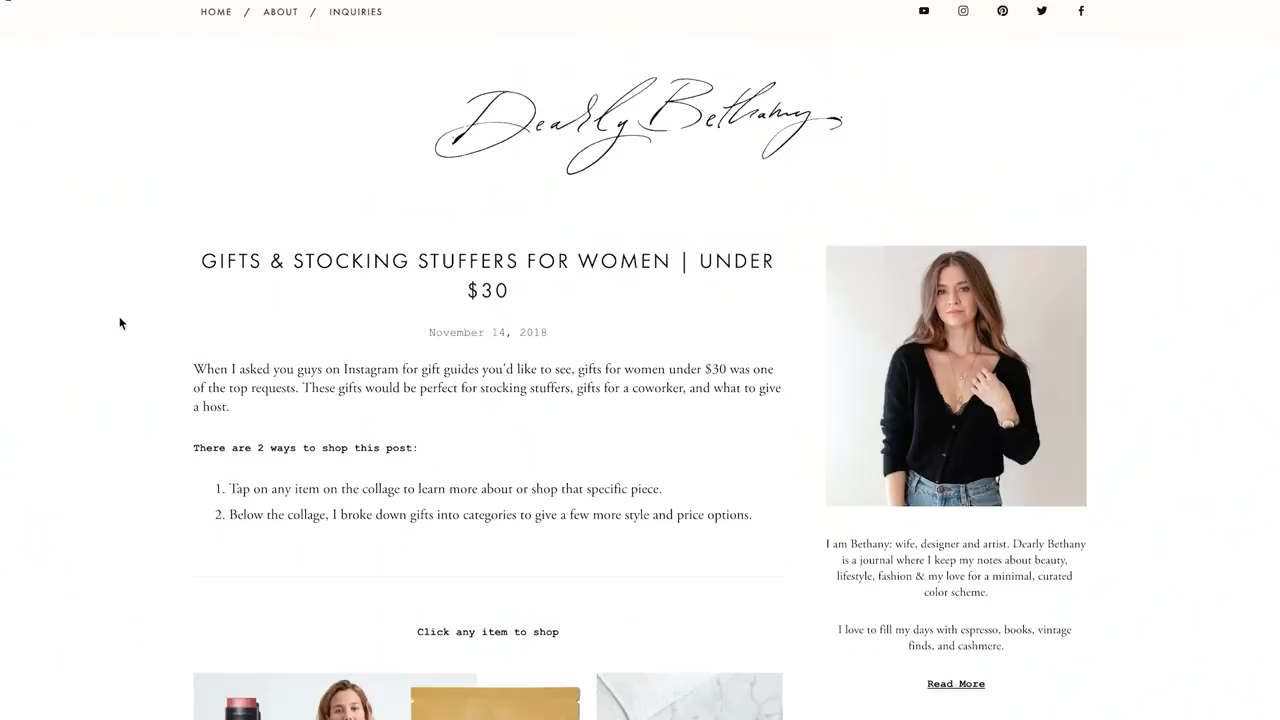 HOME / ABOUT / INQUIRIES
Dearly Bethany
GIFTS & STOCKING STUFFERS FOR WOMEN | UNDER
$30
November 14, 2018
When I asked you guys on Instagram for gift guides you'd like to see, gifts for women under $30 was one
of the top requests. These gifts would be perfect for stocking stuffers, gifts for a coworker, and what to give
a host.
There are 2 ways to shop this post:
1. Tap on any item on the collage to learn more about or shop that specific piece.
2. Below the collage, I broke down gifts into categories to give a few more style and price options.
Click any item to shop
I am Bethany: wife, designer and artist. Dearly Bethany
is a journal where I keep my notes about beauty,
lifestyle, fashion & my love for a minimal, curated
color scheme.
I love to fill my days with espresso, books, vintage
finds, and cashmere.
Read More